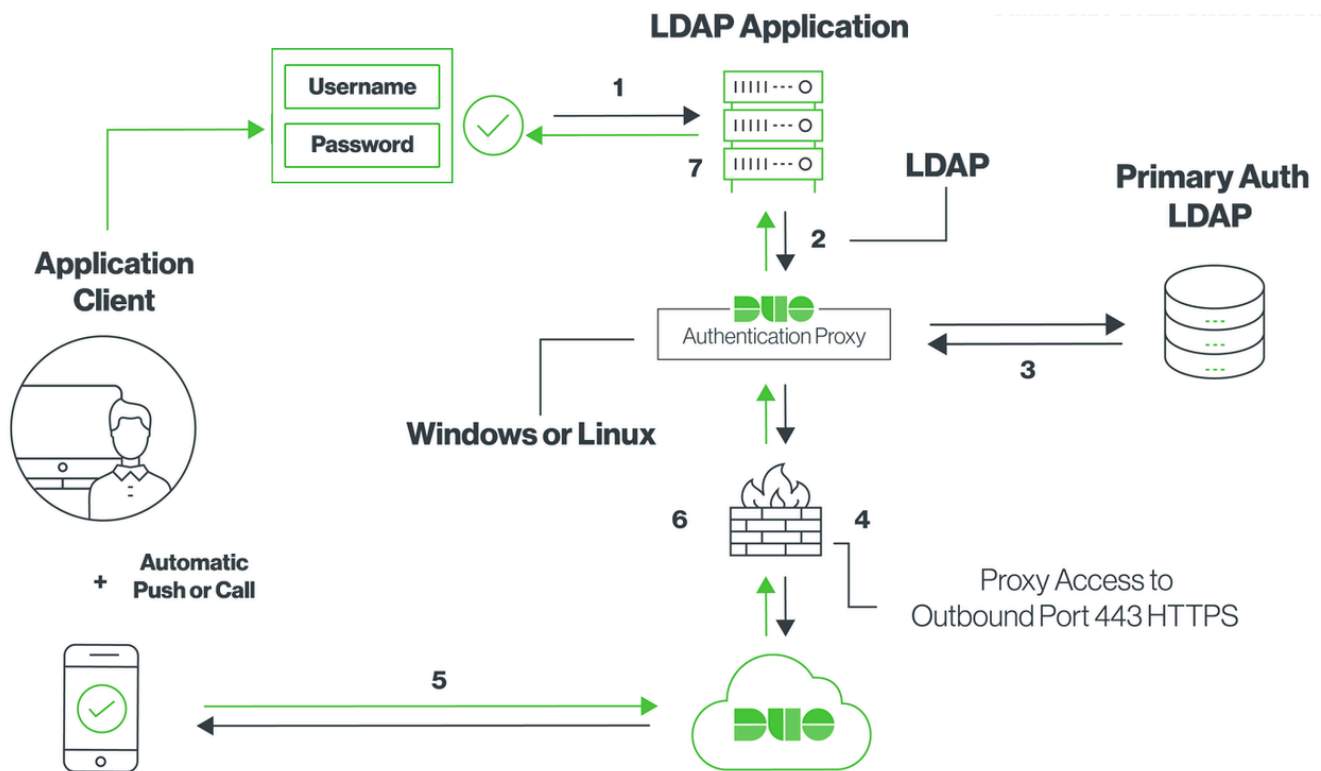 LDAP Application
Username
Password
1
7
LDAP
Primary Auth
LDAP
2
Application
Client
DUO
Authentication Proxy
3
Windows or Linux
6
4
Automatic
+
Push or Call
Proxy Access to
Outbound Port 443 HTTPS
5
DUO